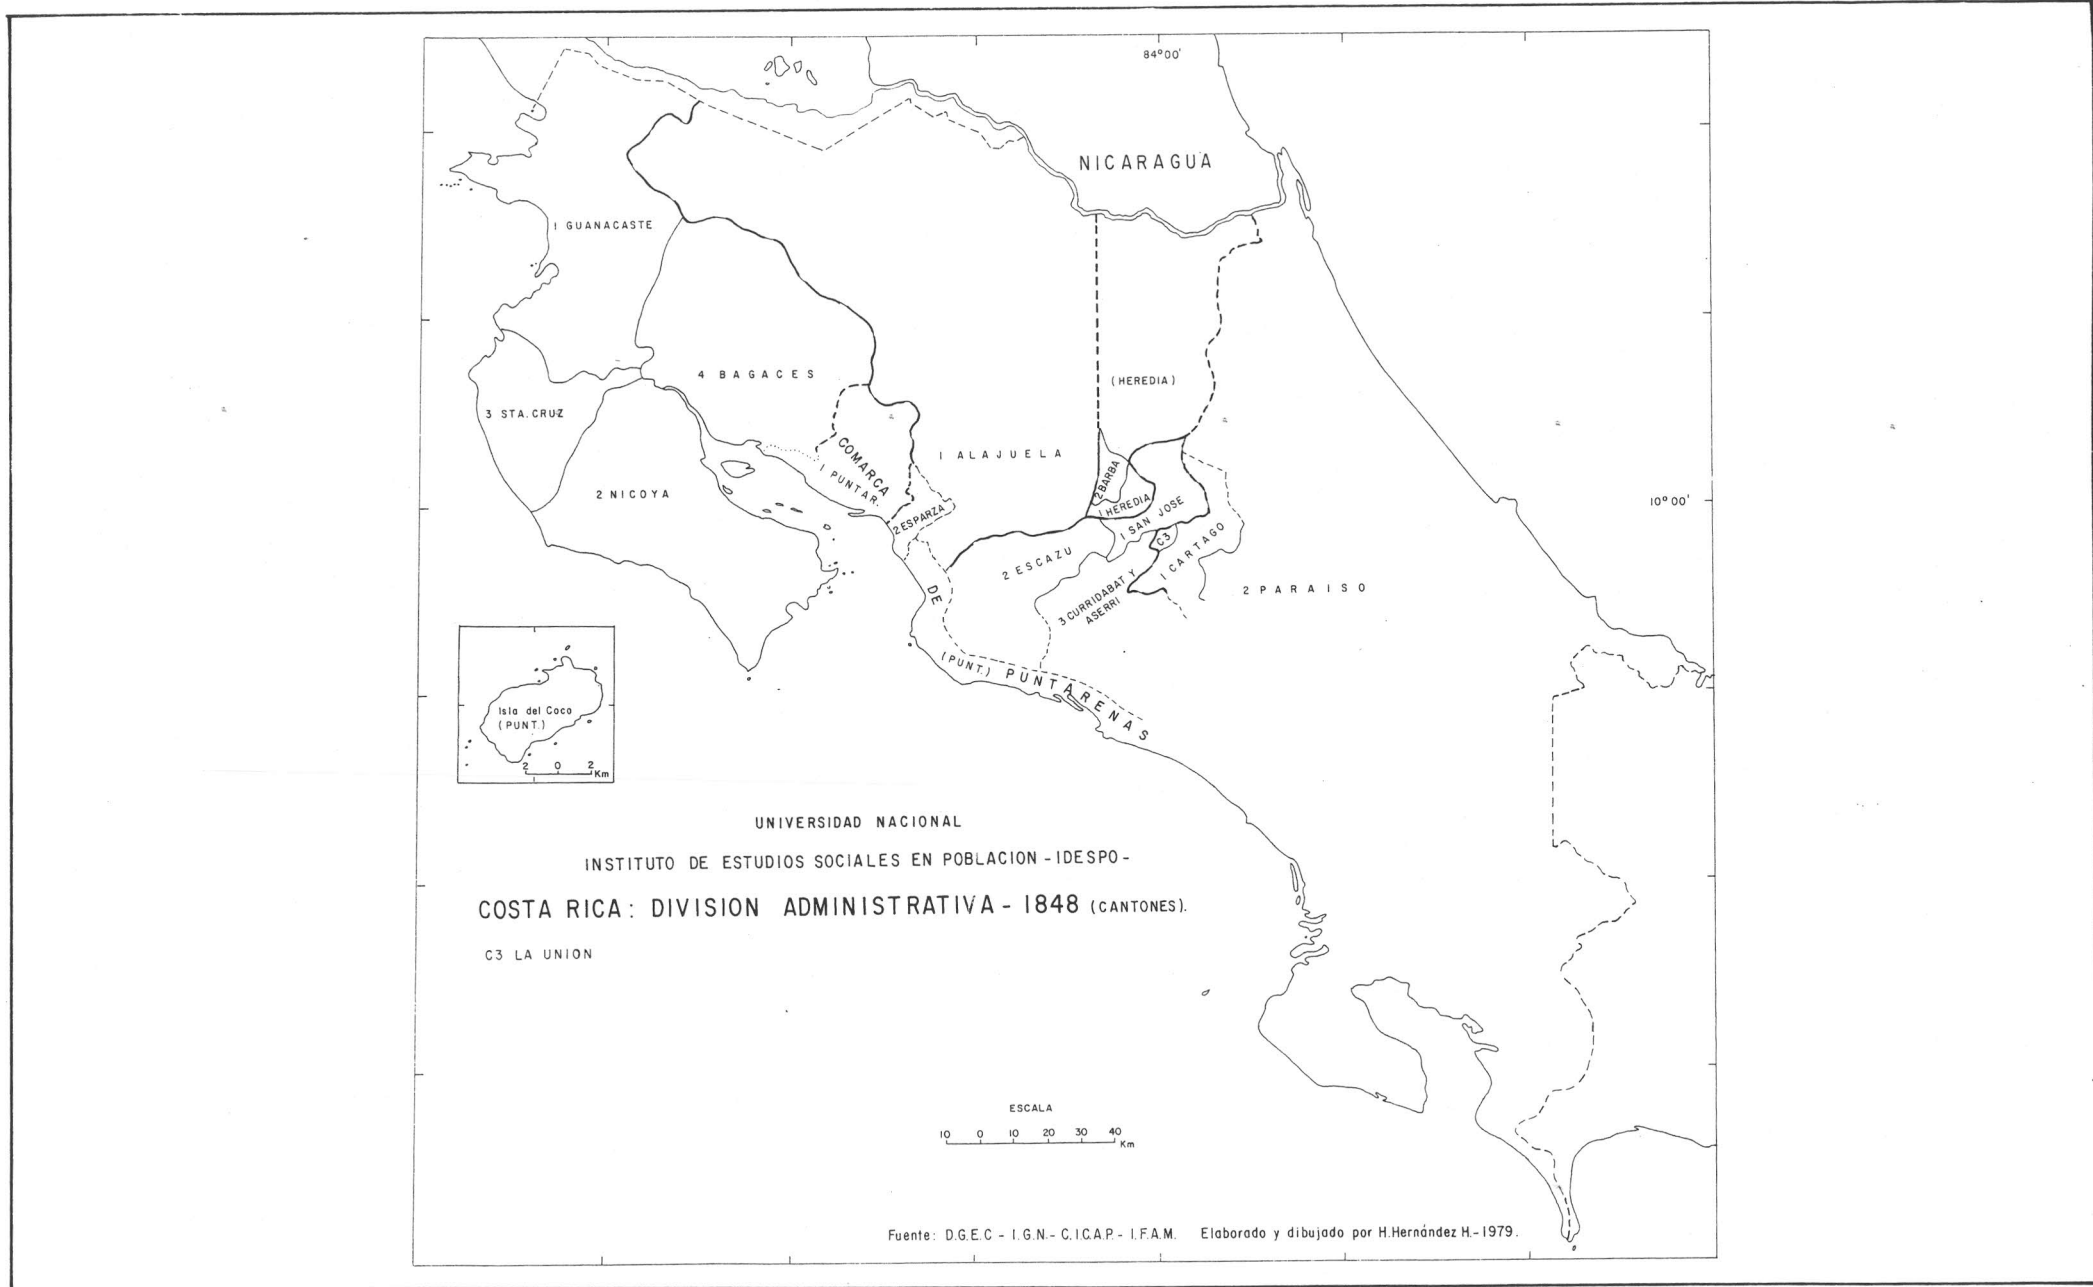 84°00'
NICARAGUA
1 GUANACASTE
4 BAGACES
(HEREDIA)
3 STA. CRUZ
COMARCA
1 PUNTAR.
1 ALAJUELA
2 BARBA
2 NICOYA
1 HEREDIA
10°00'
2 ESPARZA
1 SAN JOSE
C3
1 CARTAGO
2 ESCAZU
DE
3 CURRIDABAT Y
ASERRI
2 PARAISO
(PUNT.) PUNTARENAS
Isla del Coco
(PUNT.)
2 0 2
Km
UNIVERSIDAD NACIONAL
INSTITUTO DE ESTUDIOS SOCIALES EN POBLACION - IDESPO -
COSTA RICA: DIVISION ADMINISTRATIVA - 1848 (CANTONES).
C3 LA UNION
ESCALA
10 0 10 20 30 40
Km
Fuente: D.G.E.C - I.G.N.- C.I.C.A.P.- I.F.A.M. Elaborado y dibujado por H.Hernández H.-1979.